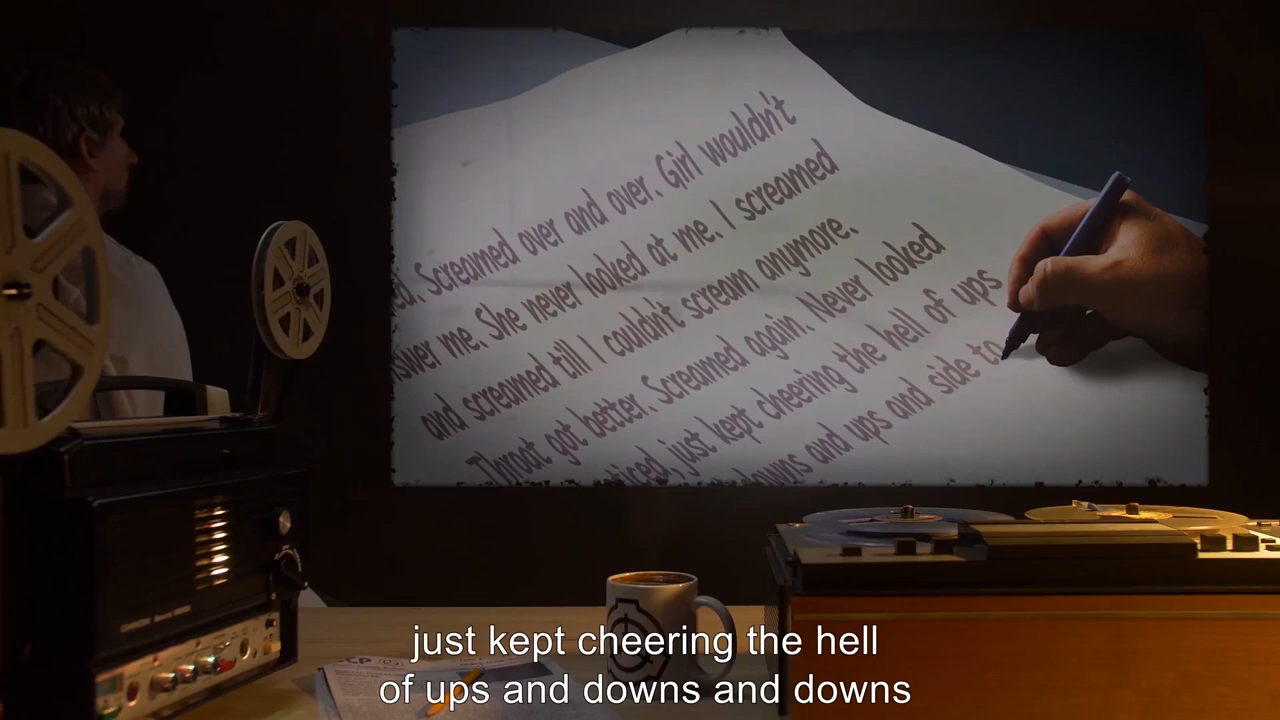 Screamed over and over. Girl wouldn't
me. She never looked at me. I screamed
and screamed till I couldn't scream anymore.
Throat got better. Screamed again. Never looked
just kept cheering the hell of ups
downs and ups and side to
just kept cheering the hell
of ups and downs and downs